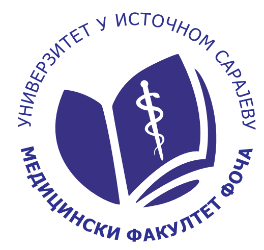 УНИВЕРЗИТЕТ У ИСТОЧНОМ САРАЈЕВУ
МЕДИЦИНСКИ ФАКУЛТЕТ ФОЧА